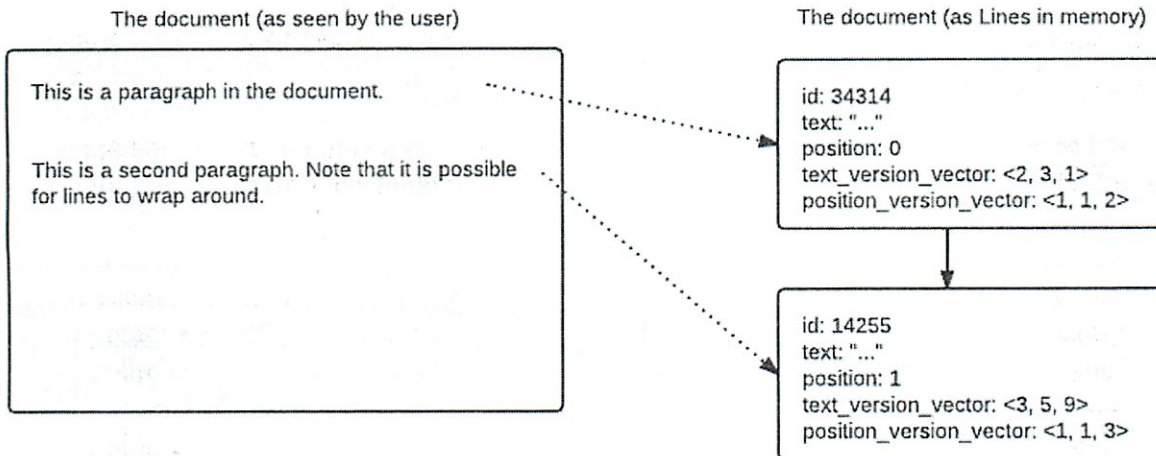 The document (as seen by the user)
This is a paragraph in the document.
This is a second paragraph. Note that it is possible
for lines to wrap around.
The document (as Lines in memory)
id: 34314
text: "..."
position: 0
text_version_vector: <2, 3, 1>
position_version_vector: <1, 1, 2>
id: 14255
text: "..."
position: 1
text_version_vector: <3, 5, 9>
position_version_vector: <1, 1, 3>